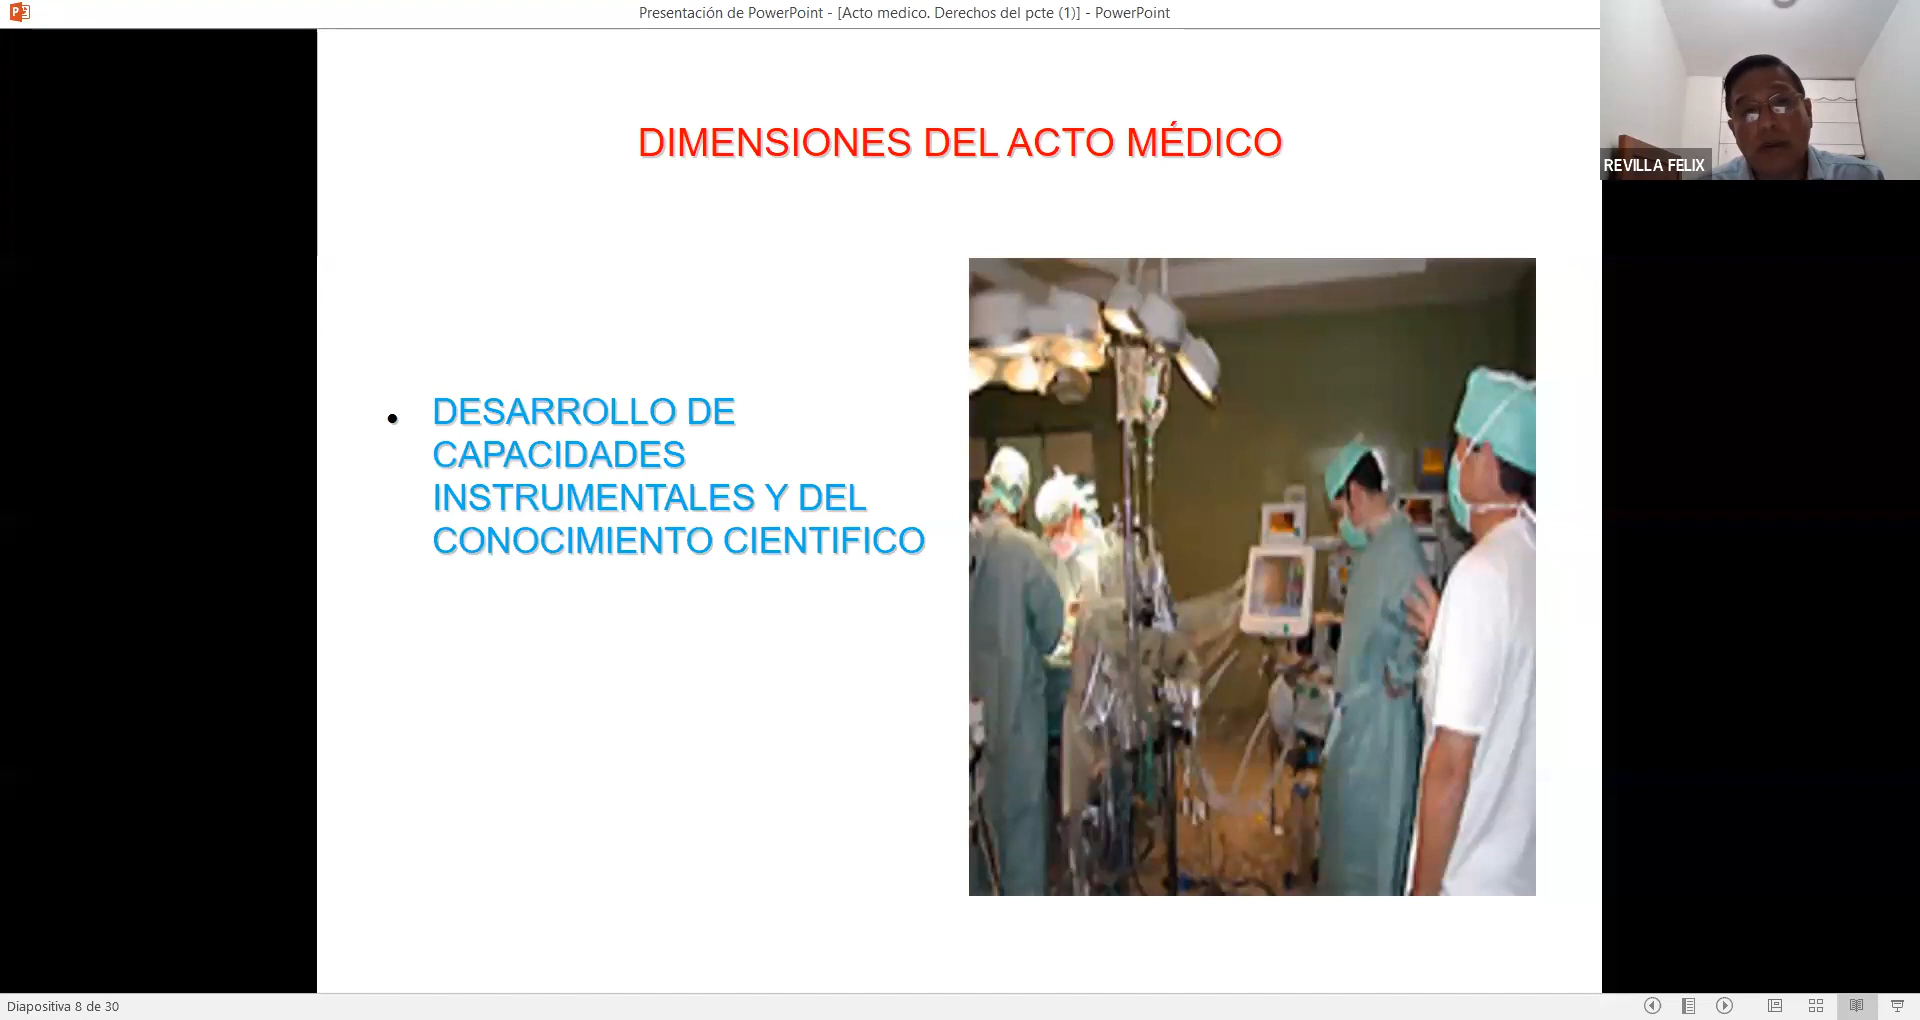 Presentación de PowerPoint - [Acto medico. Derechos del pcte (1)] - PowerPoint
REVILLA FELIX
DIMENSIONES DEL ACTO MÉDICO
• DESARROLLO DE
CAPACIDADES
INSTRUMENTALES Y DEL
CONOCIMIENTO CIENTIFICO
Diapositiva 8 de 30